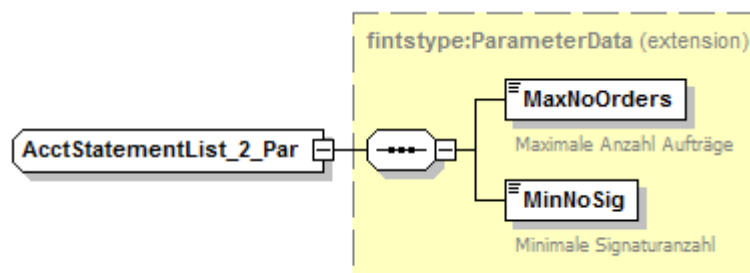 fintstype:ParameterData (extension)
MaxNoOrders
AcctStatementList_2_Par
Maximale Anzahl Aufträge
MinNoSig
Minimale Signaturanzahl